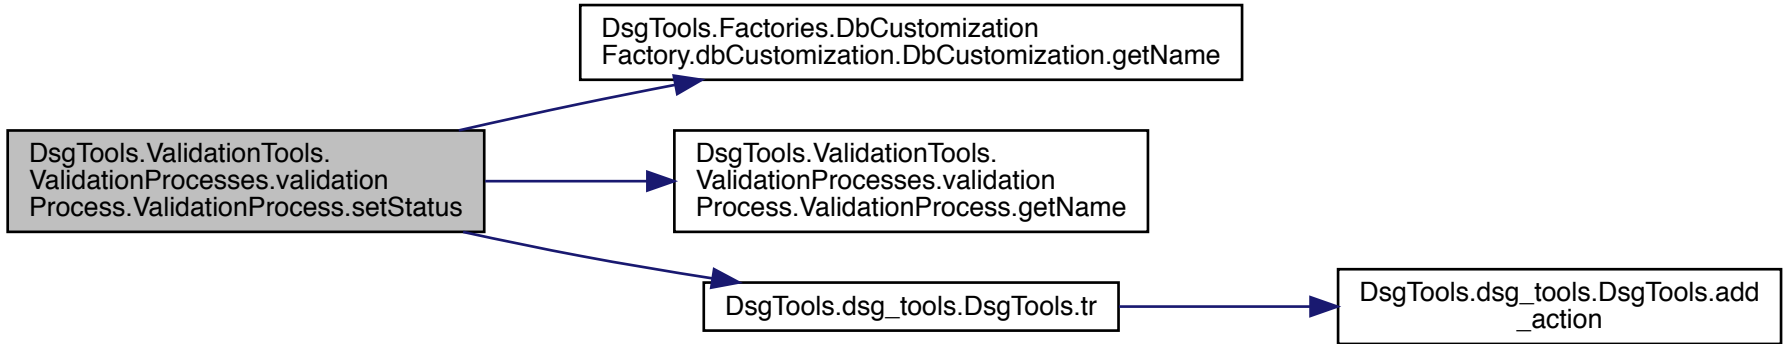 DsgTools.Factories.DbCustomization
Factory.dbCustomization.DbCustomization.getName
DsgTools.ValidationTools.
ValidationProcesses.validation
Process.ValidationProcess.setStatus
DsgTools.ValidationTools.
ValidationProcesses.validation
Process.ValidationProcess.getName
DsgTools.dsg_tools.DsgTools.tr
DsgTools.dsg_tools.DsgTools.add
_action